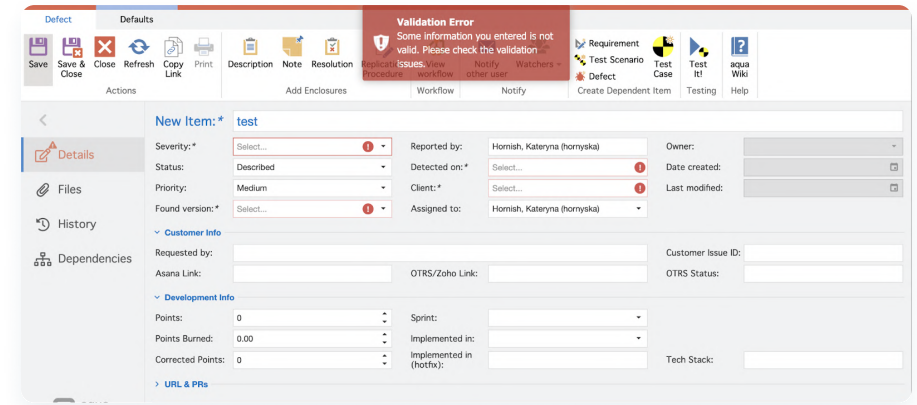 Defect Defaults
Validation Error
Some information you entered is not
valid. Please check the validation
issues.
Save Save & Close Close Refresh Copy Link Print
Actions
Description Note Resolution Replication Procedure
Add Enclosures
View workflow
Workflow
Notify other user Watchers
Notify
Requirement
Test Scenario
Defect
Test Case
Create Dependent Item
Test It!
Testing
aqua Wiki
Help
Details
Files
History
Dependencies
New Item:* test
Severity:* Select... Reported by: Hornish, Kateryna (hornyska) Owner:
Status: Described Detected on:* Select... Date created:
Priority: Medium Client:* Select... Last modified:
Found version:* Select... Assigned to: Hornish, Kateryna (hornyska)
Customer Info
Requested by: Customer Issue ID:
Asana Link: OTRS/Zoho Link: OTRS Status:
Development Info
Points: 0 Sprint:
Points Burned: 0.00 Implemented in:
Corrected Points: 0 Implemented in (hotfix): Tech Stack:
URL & PRs